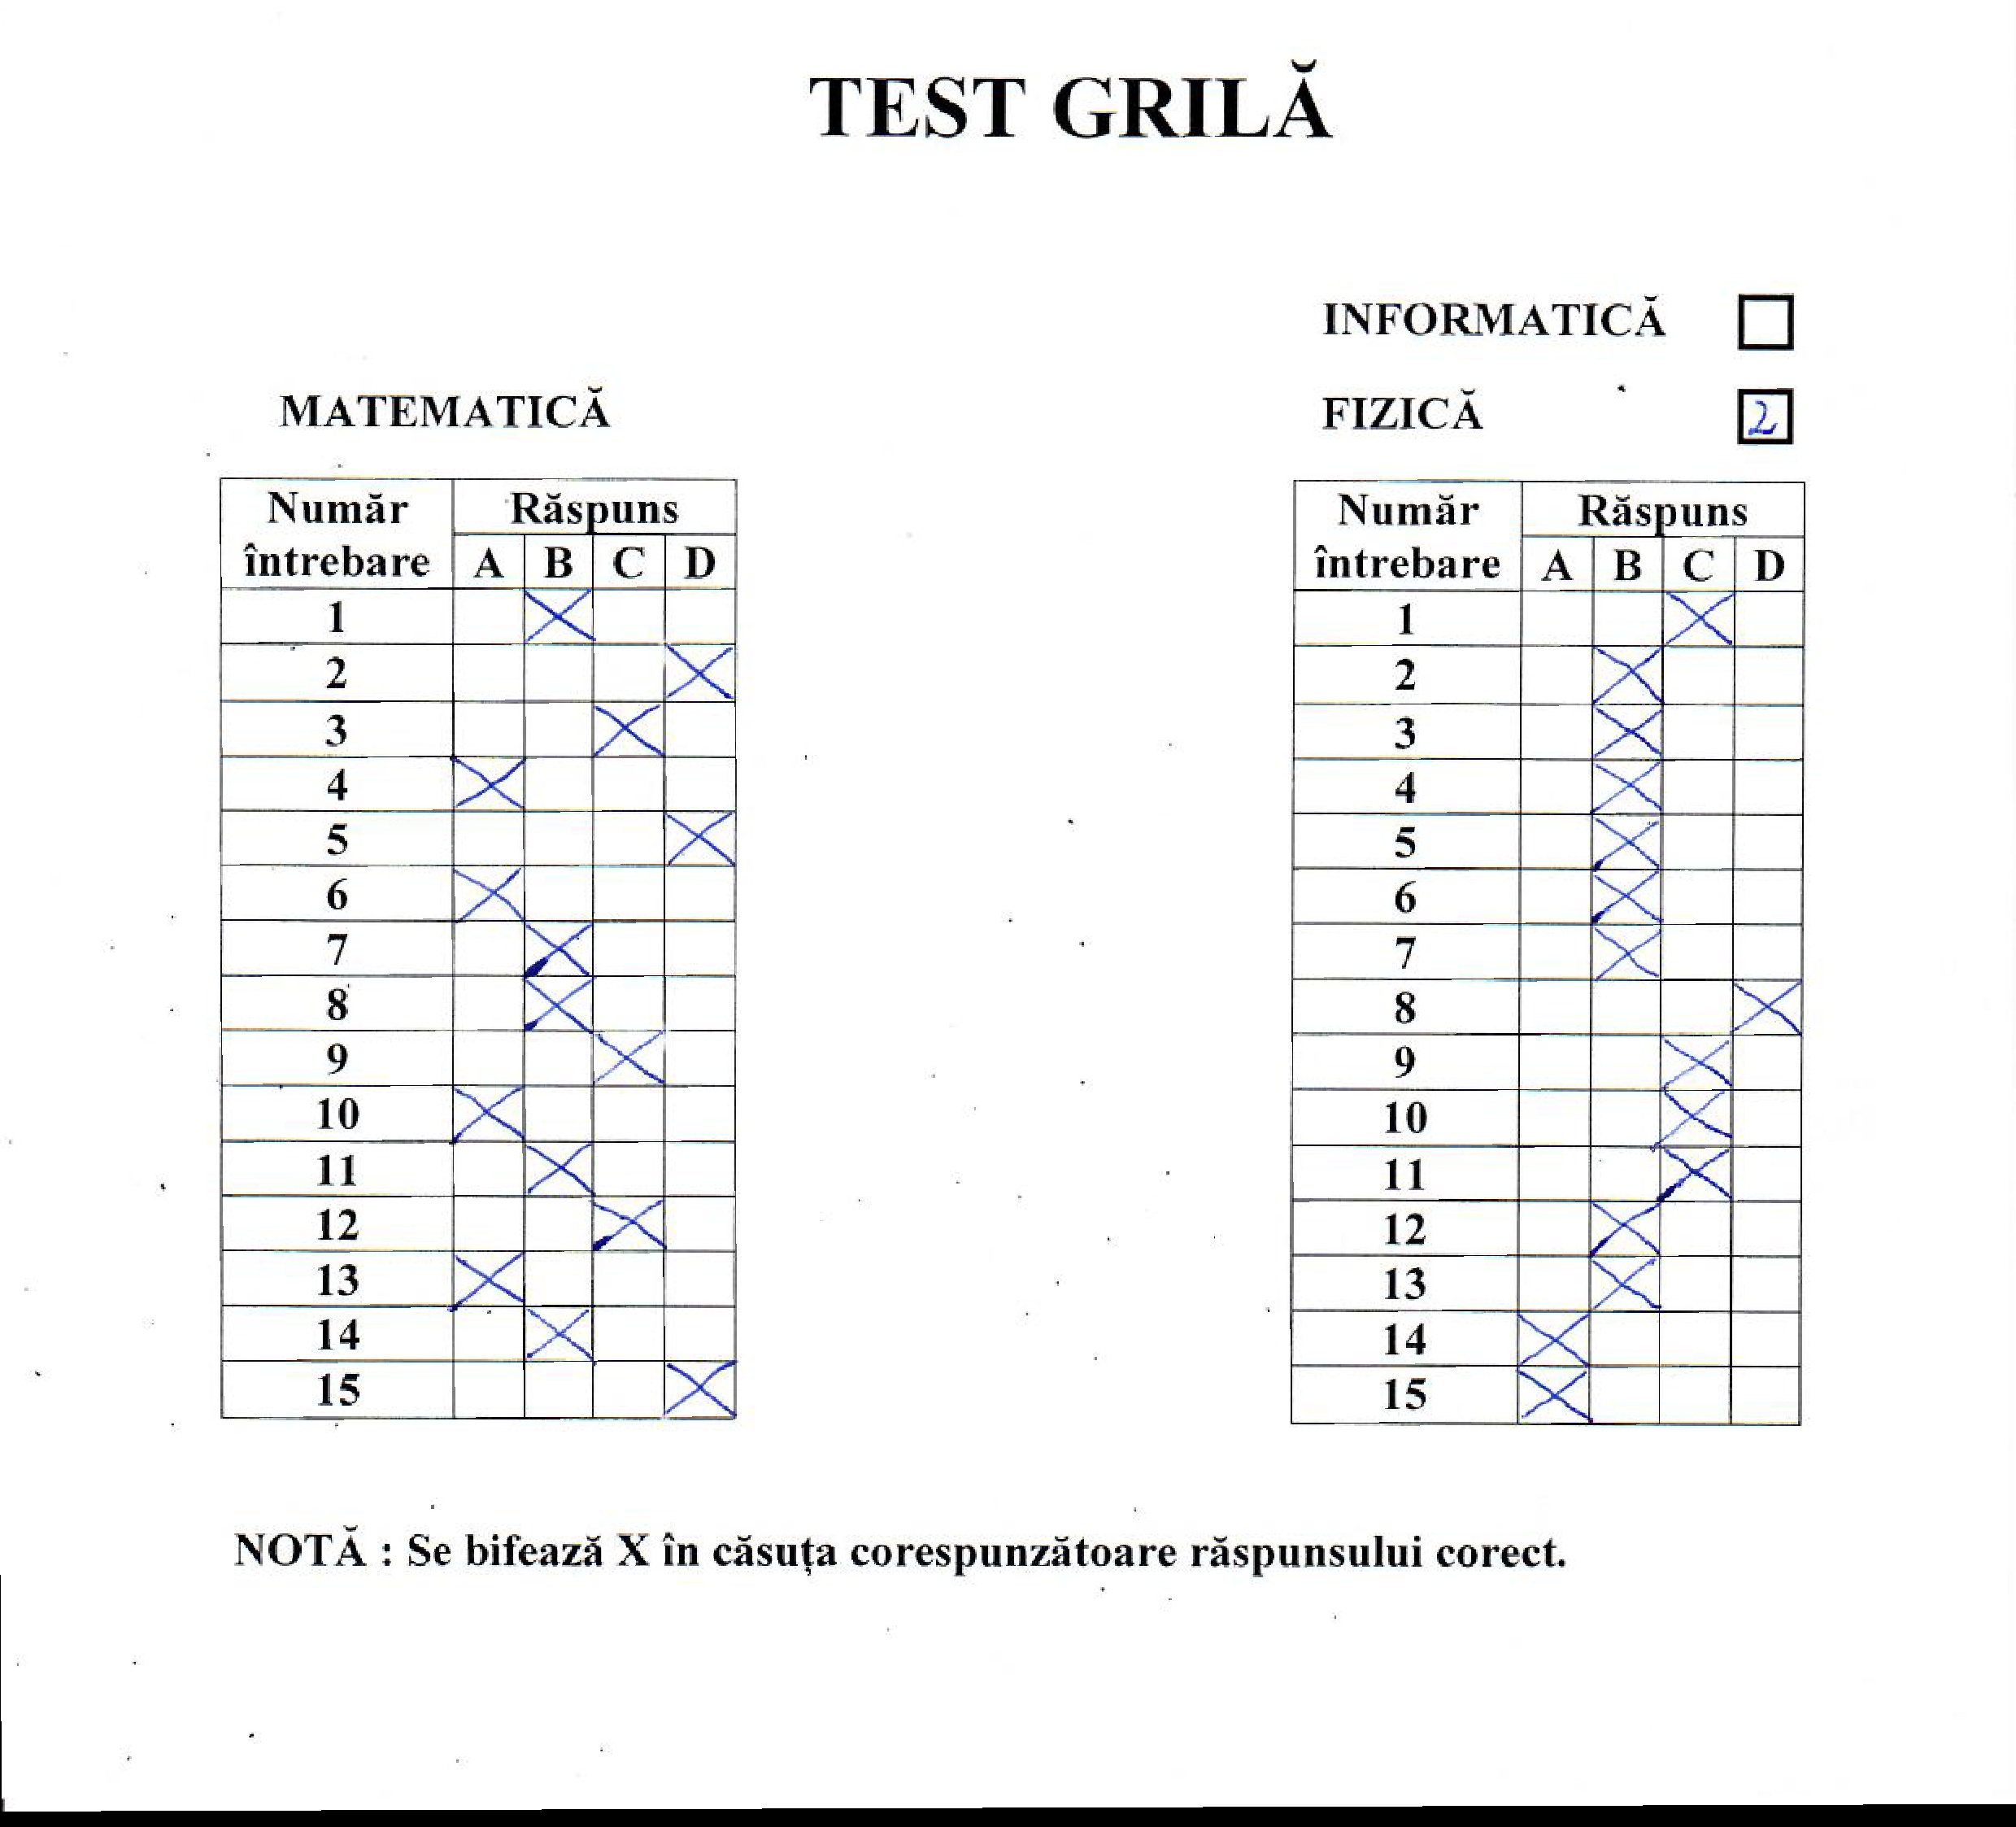 TEST GRILĂ
INFORMATICĂ
MATEMATICĂ
FIZICĂ 2
Număr întrebare Răspuns
A B C D
1 X
2 X
3 X
4 X
5 X
6 X
7 X
8 X
9 X
10 X
11 X
12 X
13 X
14 X
15 X
Număr întrebare Răspuns
A B C D
1 X
2 X
3 X
4 X
5 X
6 X
7 X
8 X
9 X
10 X
11 X
12 X
13 X
14 X
15 X
NOTĂ : Se bifează X în căsuța corespunzătoare răspunsului corect.